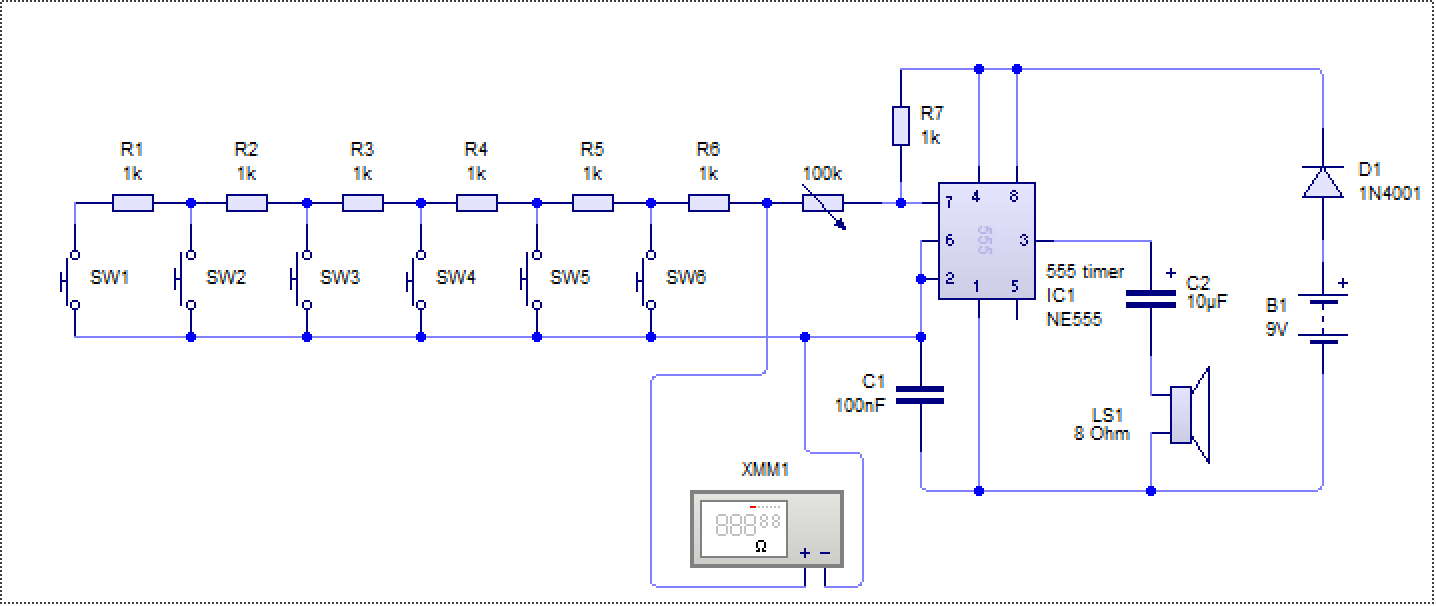 R1
1k
R2
1k
R3
1k
R4
1k
R5
1k
R6
1k
100k
R7
1k
D1
1N4001
7
4
8
6
555
3
2
1
5
SW1
SW2
SW3
SW4
SW5
SW6
555 timer
IC1
NE555
+
C2
10µF
+
B1
9V
C1
100nF
LS1
8 Ohm
XMM1
88888
Ω
+ −